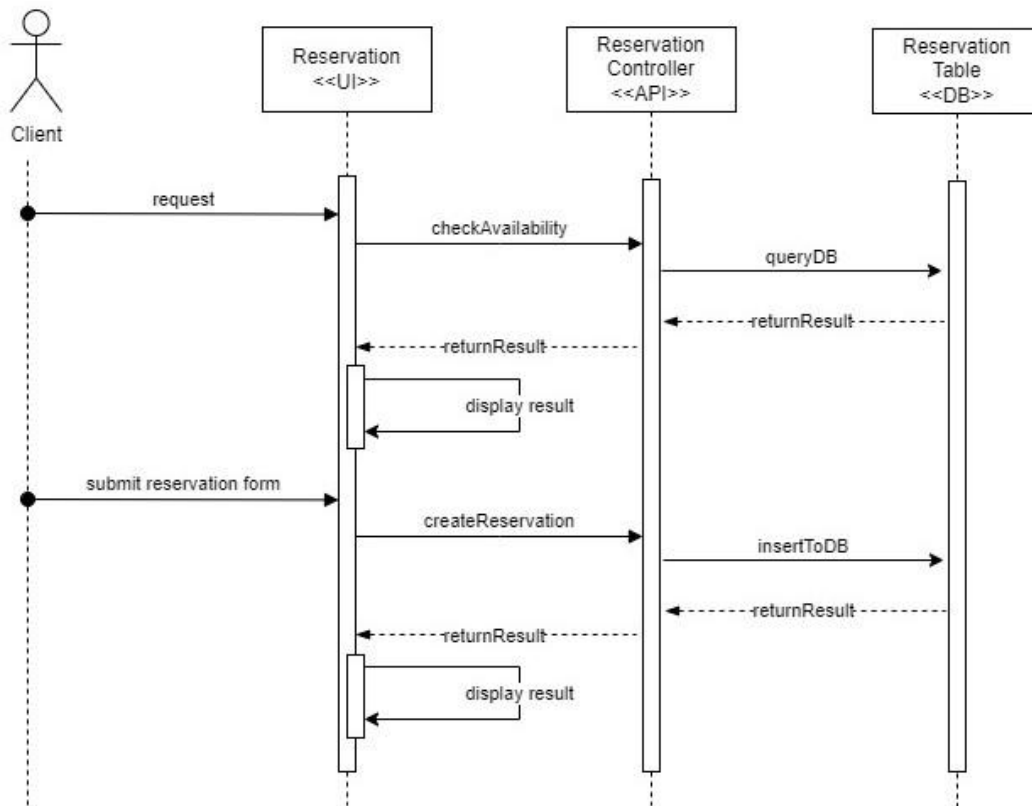 Client
Reservation
<<UI>>
Reservation
Controller
<<API>>
Reservation
Table
<<DB>>
request
checkAvailability
queryDB
returnResult
returnResult
display result
submit reservation form
createReservation
insertToDB
returnResult
returnResult
display result